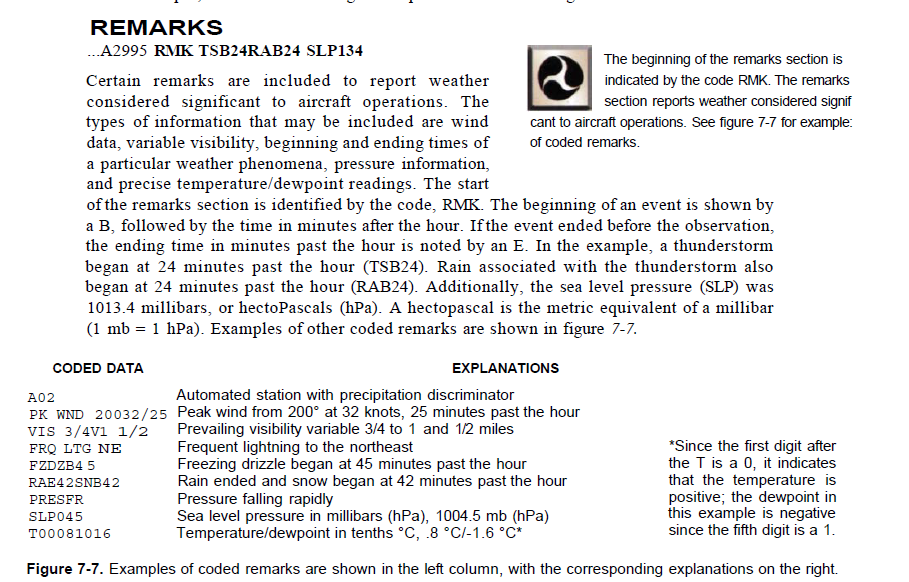 REMARKS
...A2995 RMK TSB24RAB24 SLP134
Certain remarks are included to report weather
considered significant to aircraft operations. The
types of information that may be included are wind
data, variable visibility, beginning and ending times of
a particular weather phenomena, pressure information,
and precise temperature/dewpoint readings. The start
of the remarks section is identified by the code, RMK. The beginning of an event is shown by
a B, followed by the time in minutes after the hour. If the event ended before the observation,
the ending time in minutes past the hour is noted by an E. In the example, a thunderstorm
began at 24 minutes past the hour (TSB24). Rain associated with the thunderstorm also
began at 24 minutes past the hour (RAB24). Additionally, the sea level pressure (SLP) was
1013.4 millibars, or hectoPascals (hPa). A hectopascal is the metric equivalent of a millibar
(1 mb = 1 hPa). Examples of other coded remarks are shown in figure 7-7.
The beginning of the remarks section is
indicated by the code RMK. The remarks
section reports weather considered signif
cant to aircraft operations. See figure 7-7 for example:
of coded remarks.
CODED DATA EXPLANATIONS
A02 Automated station with precipitation discriminator
PK WND 20032/25 Peak wind from 200° at 32 knots, 25 minutes past the hour
VIS 3/4V1 1/2 Prevailing visibility variable 3/4 to 1 and 1/2 miles
FRQ LTG NE Frequent lightning to the northeast
FZDZB4 5 Freezing drizzle began at 45 minutes past the hour
RAE42SNB42 Rain ended and snow began at 42 minutes past the hour
PRESFR Pressure falling rapidly
SLP045 Sea level pressure in millibars (hPa), 1004.5 mb (hPa)
T00081016 Temperature/dewpoint in tenths °C, .8 °C/-1.6 °C*
*Since the first digit after
the T is a 0, it indicates
that the temperature is
positive; the dewpoint in
this example is negative
since the fifth digit is a 1.
Figure 7-7. Examples of coded remarks are shown in the left column, with the corresponding explanations on the right.